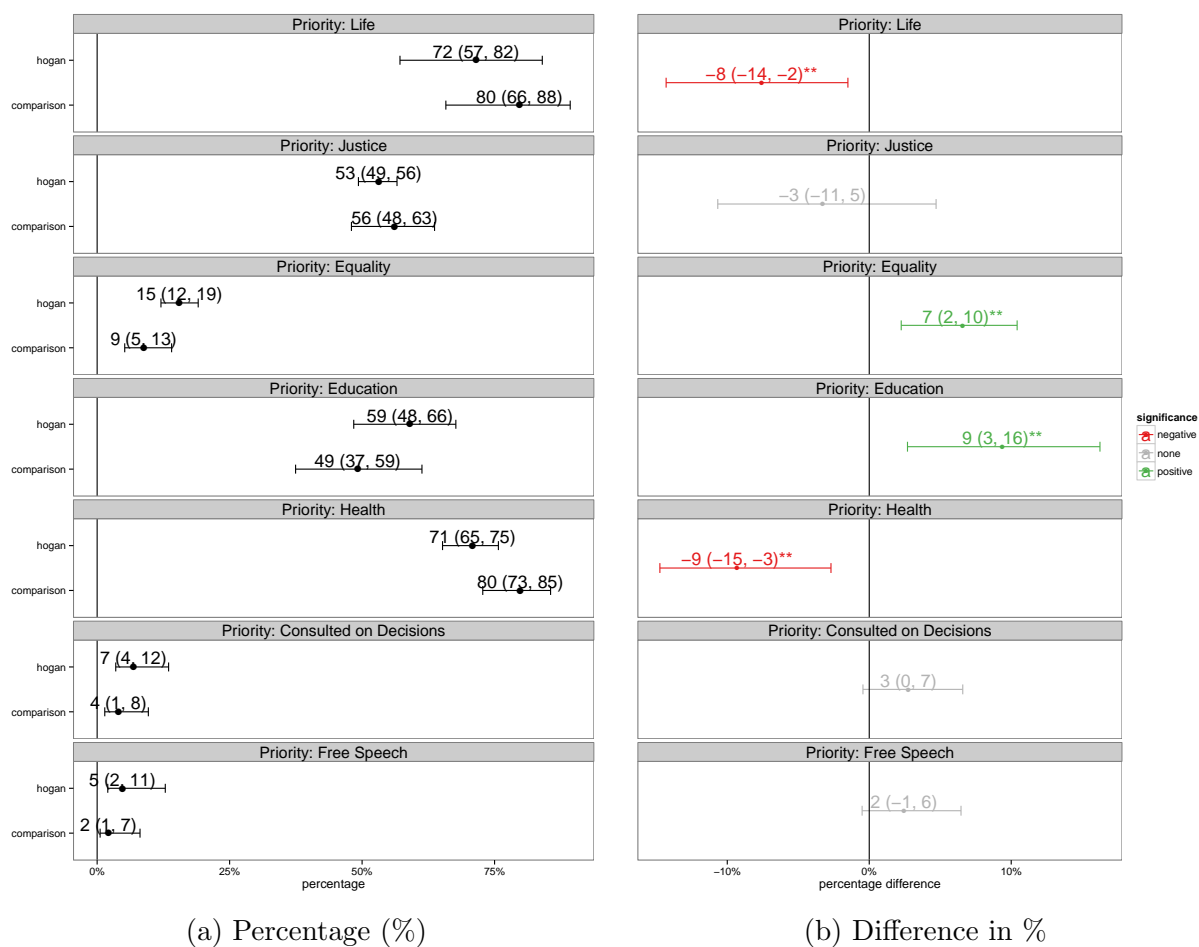 Priority: Life
hogan
72 (57, 82)
comparison
80 (66, 88)
Priority: Justice
hogan
53 (49, 56)
comparison
56 (48, 63)
Priority: Equality
hogan
15 (12, 19)
comparison
9 (5, 13)
Priority: Education
hogan
59 (48, 66)
comparison
49 (37, 59)
Priority: Health
hogan
71 (65, 75)
comparison
80 (73, 85)
Priority: Consulted on Decisions
hogan
7 (4, 12)
comparison
4 (1, 8)
Priority: Free Speech
hogan
5 (2, 11)
comparison
2 (1, 7)
0% 25% 50% 75%
percentage
(a) Percentage (%)
Priority: Life
−8 (−14, −2)**
Priority: Justice
−3 (−11, 5)
Priority: Equality
7 (2, 10)**
Priority: Education
9 (3, 16)**
Priority: Health
−9 (−15, −3)**
Priority: Consulted on Decisions
3 (0, 7)
Priority: Free Speech
2 (−1, 6)
−10% 0% 10%
percentage difference
(b) Difference in %
significance
a negative
a none
a positive